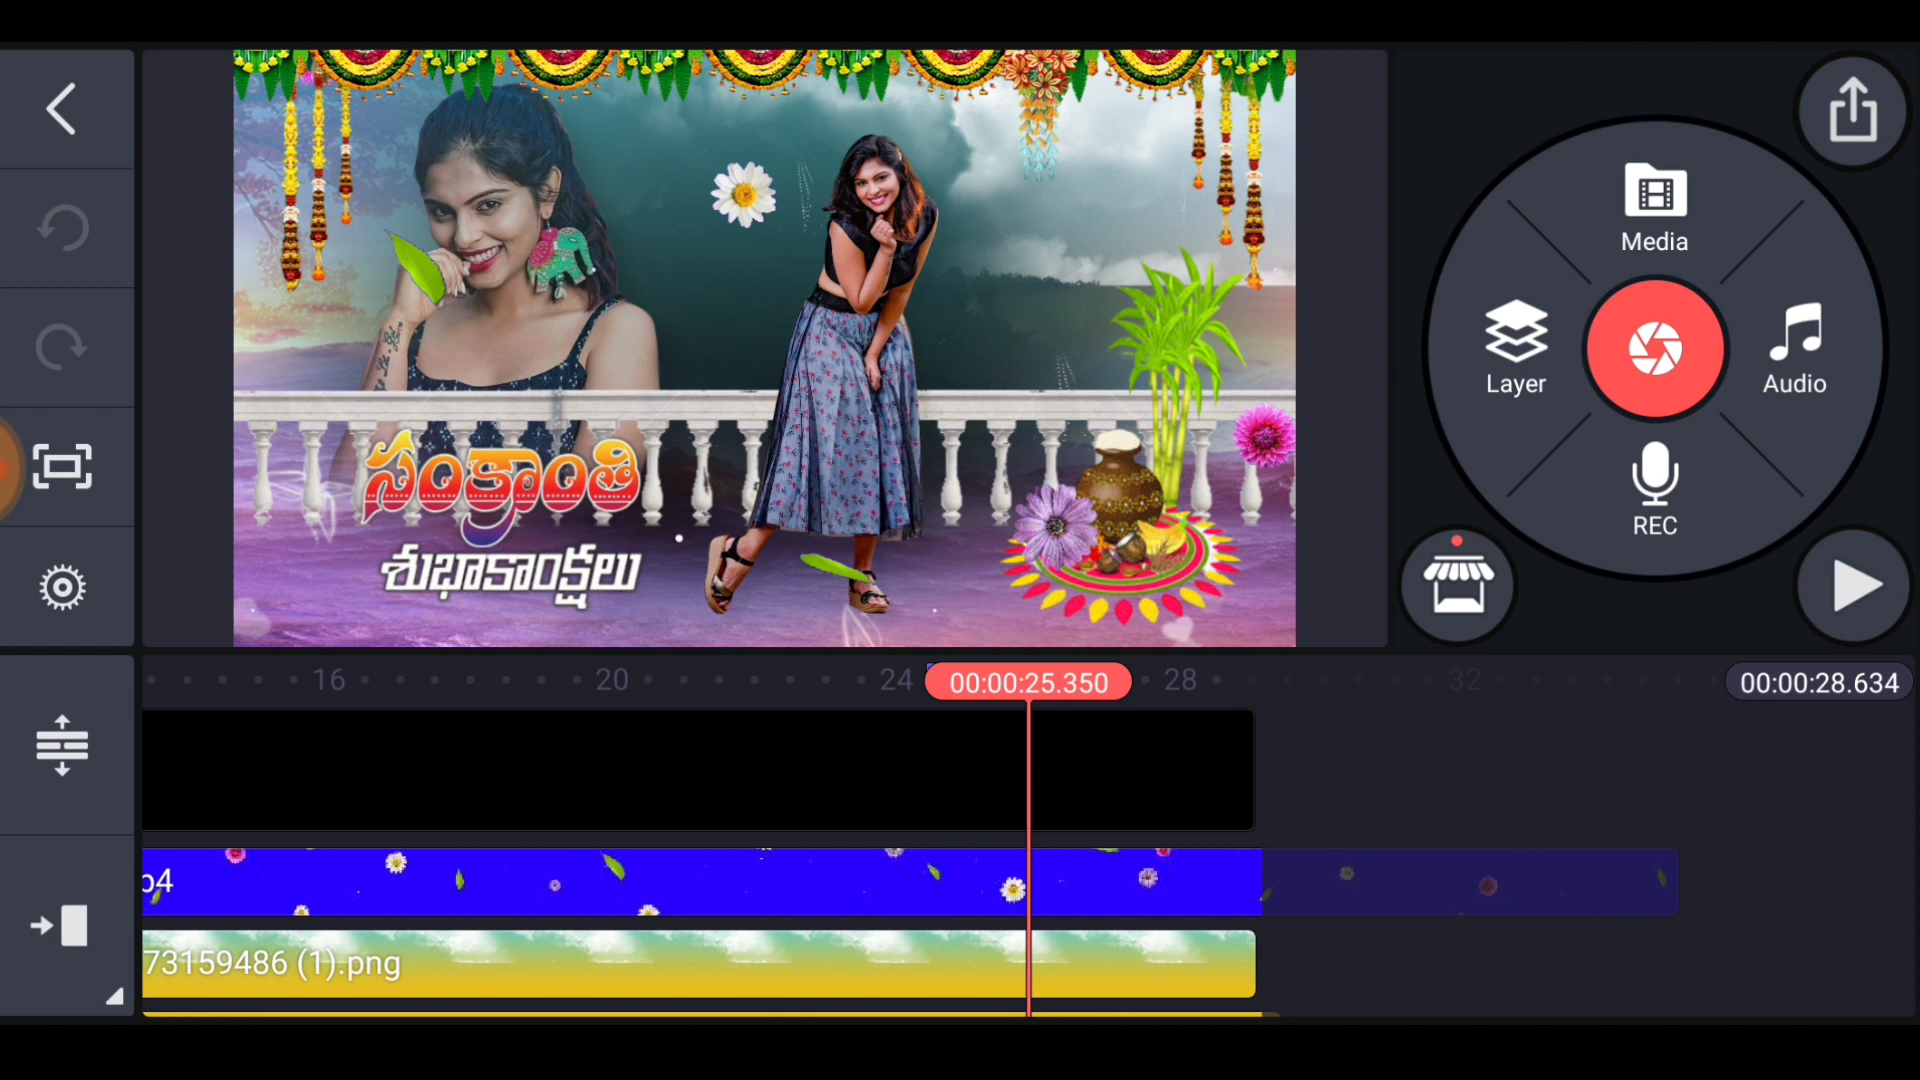 Media
Layer
Audio
REC
సంక్రాంతి
శుభాకాంక్షలు
16
20
24
00:00:25.350
28
32
00:00:28.634
p4
73159486 (1).png